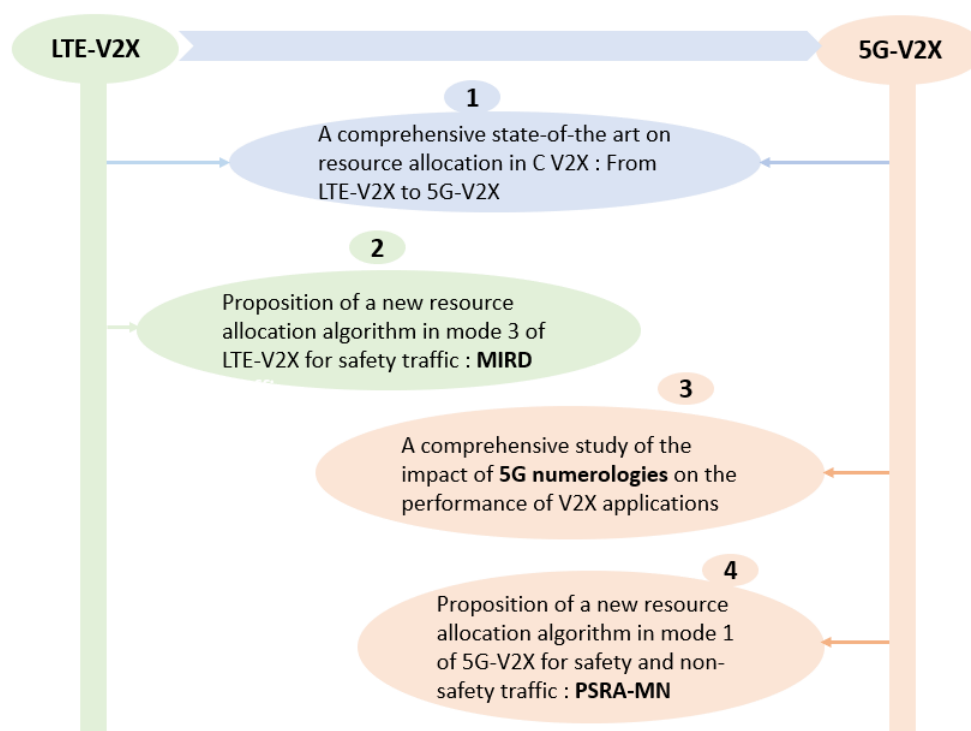 LTE-V2X
5G-V2X
1
A comprehensive state-of-the art on
resource allocation in C V2X : From
LTE-V2X to 5G-V2X
2
Proposition of a new resource
allocation algorithm in mode 3 of
LTE-V2X for safety traffic : MIRD
3
A comprehensive study of the
impact of 5G numerologies on the
performance of V2X applications
4
Proposition of a new resource
allocation algorithm in mode 1
of 5G-V2X for safety and non-
safety traffic : PSRA-MN